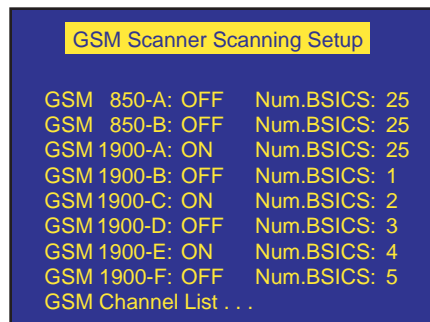 GSM Scanner Scanning Setup
GSM 850-A: OFF Num.BSICS: 25
GSM 850-B: OFF Num.BSICS: 25
GSM 1900-A: ON Num.BSICS: 25
GSM 1900-B: OFF Num.BSICS: 1
GSM 1900-C: ON Num.BSICS: 2
GSM 1900-D: OFF Num.BSICS: 3
GSM 1900-E: ON Num.BSICS: 4
GSM 1900-F: OFF Num.BSICS: 5
GSM Channel List . . .